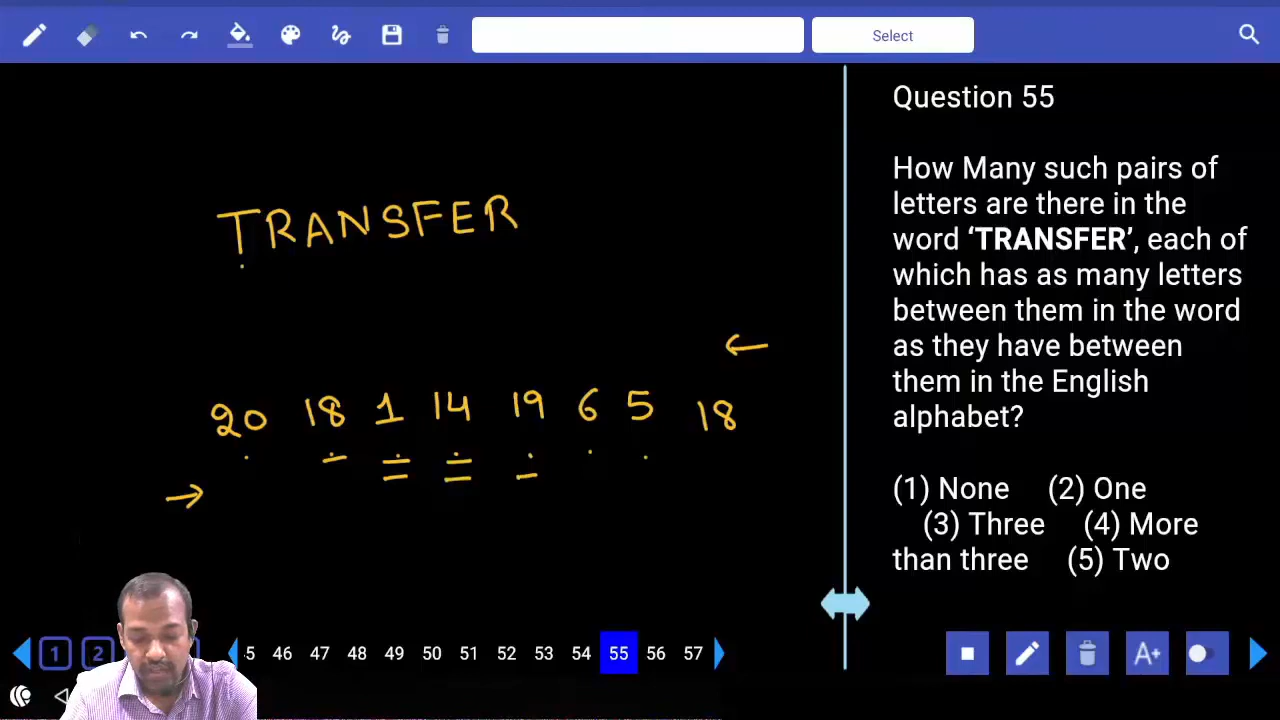 Select
TRANSFER
20 18 1 14 19 6 5 18
Question 55
How Many such pairs of
letters are there in the
word ‘TRANSFER’, each of
which has as many letters
between them in the word
as they have between
them in the English
alphabet?
(1) None (2) One
(3) Three (4) More
than three (5) Two
1 2 5 46 47 48 49 50 51 52 53 54 55 56 57
A+